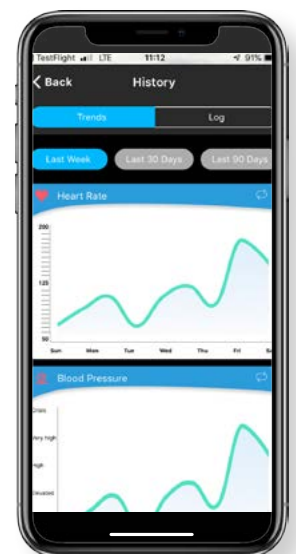 TestFlight LTE 11:12 91%
Back History
Trends Log
Last Week Last 30 Days Last 90 Days
Heart Rate
200
125
50
Sun Mon Tue Wed Thu Fri Sa
Blood Pressure
Crisis
Very high
High
Elevated